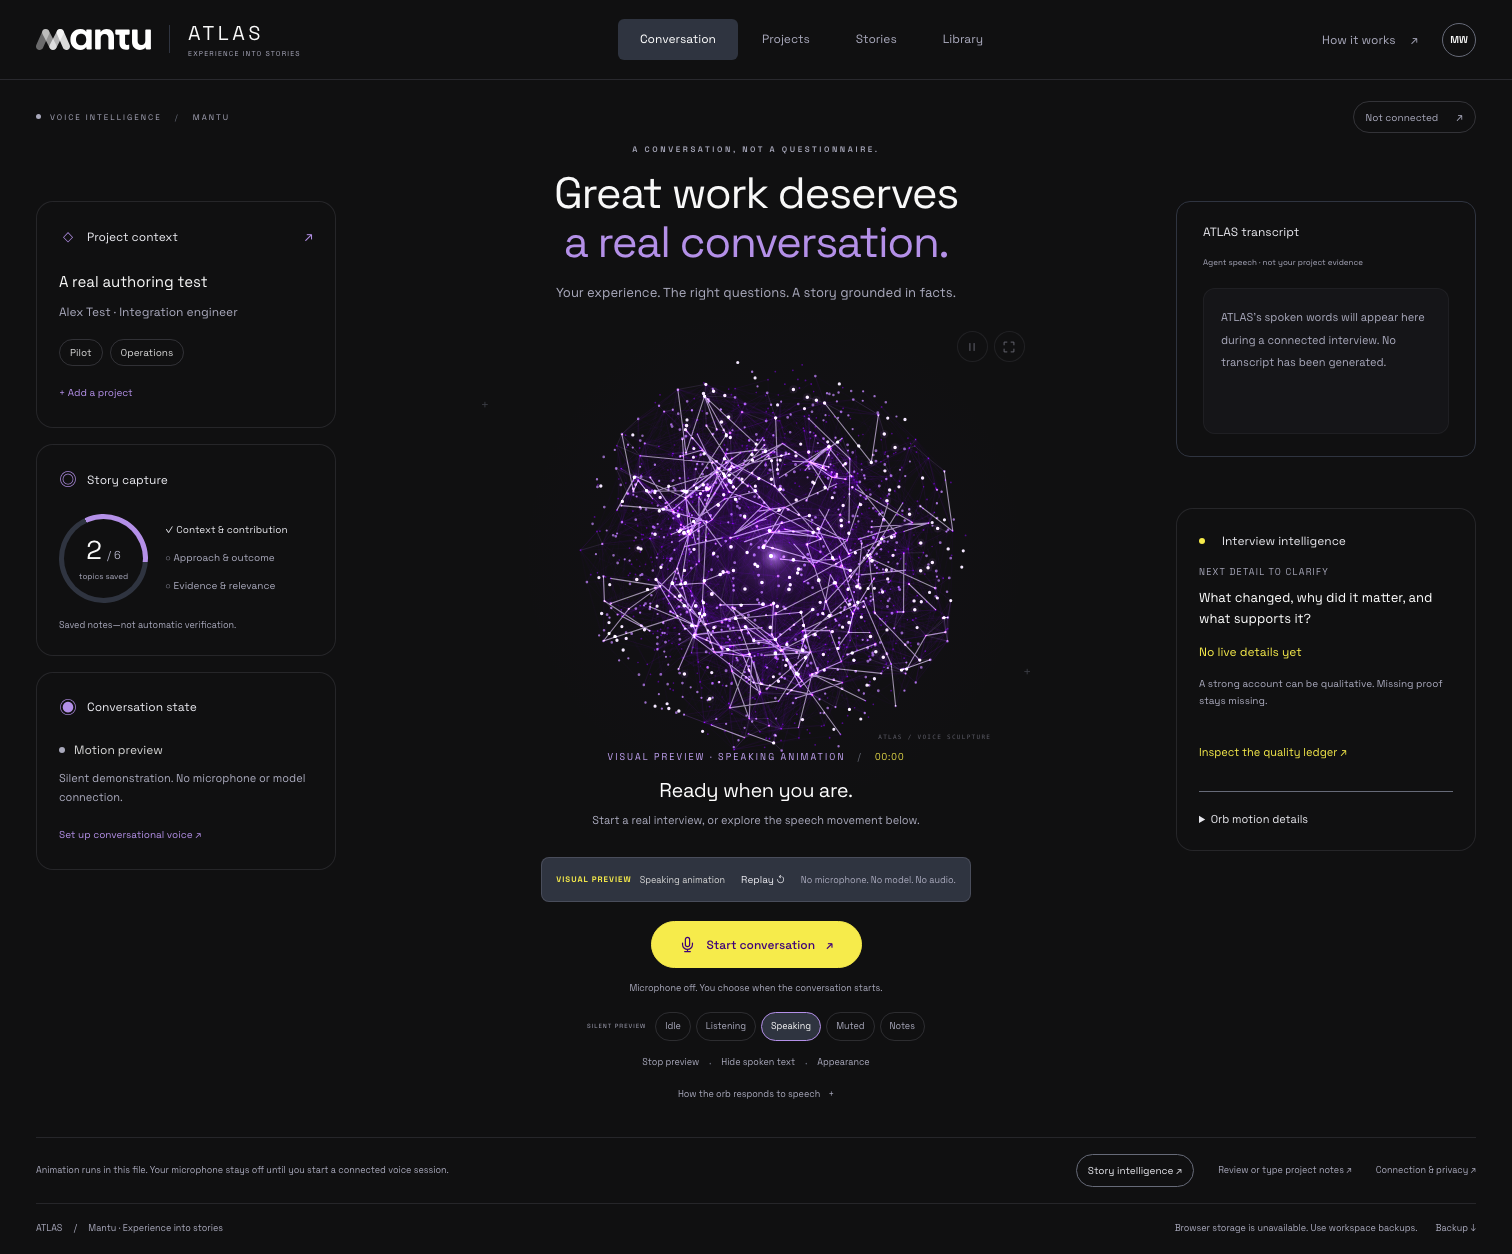 mantu
ATLAS
EXPERIENCE INTO STORIES
Conversation
Projects
Stories
Library
How it works ↗
MW
VOICE INTELLIGENCE / MANTU
Not connected ↗
A CONVERSATION, NOT A QUESTIONNAIRE.
Great work deserves
a real conversation.
Your experience. The right questions. A story grounded in facts.
Project context ↗
A real authoring test
Alex Test · Integration engineer
Pilot
Operations
+ Add a project
Story capture
2 / 6
topics saved
✓ Context & contribution
○ Approach & outcome
○ Evidence & relevance
Saved notes—not automatic verification.
Conversation state
Motion preview
Silent demonstration. No microphone or model
connection.
Set up conversational voice ↗
ATLAS / VOICE SCULPTURE
VISUAL PREVIEW · SPEAKING ANIMATION / 00:00
Ready when you are.
Start a real interview, or explore the speech movement below.
VISUAL PREVIEW Speaking animation Replay ↻ No microphone. No model. No audio.
Start conversation ↗
Microphone off. You choose when the conversation starts.
SILENT PREVIEW Idle Listening Speaking Muted Notes
Stop preview · Hide spoken text · Appearance
How the orb responds to speech +
ATLAS transcript
Agent speech · not your project evidence
ATLAS's spoken words will appear here
during a connected interview. No
transcript has been generated.
Interview intelligence
NEXT DETAIL TO CLARIFY
What changed, why did it matter, and
what supports it?
No live details yet
A strong account can be qualitative. Missing proof
stays missing.
Inspect the quality ledger ↗
▶ Orb motion details
Animation runs in this file. Your microphone stays off until you start a connected voice session.
Story intelligence ↗
Review or type project notes ↗
Connection & privacy ↗
ATLAS / Mantu · Experience into stories
Browser storage is unavailable. Use workspace backups.
Backup ↓